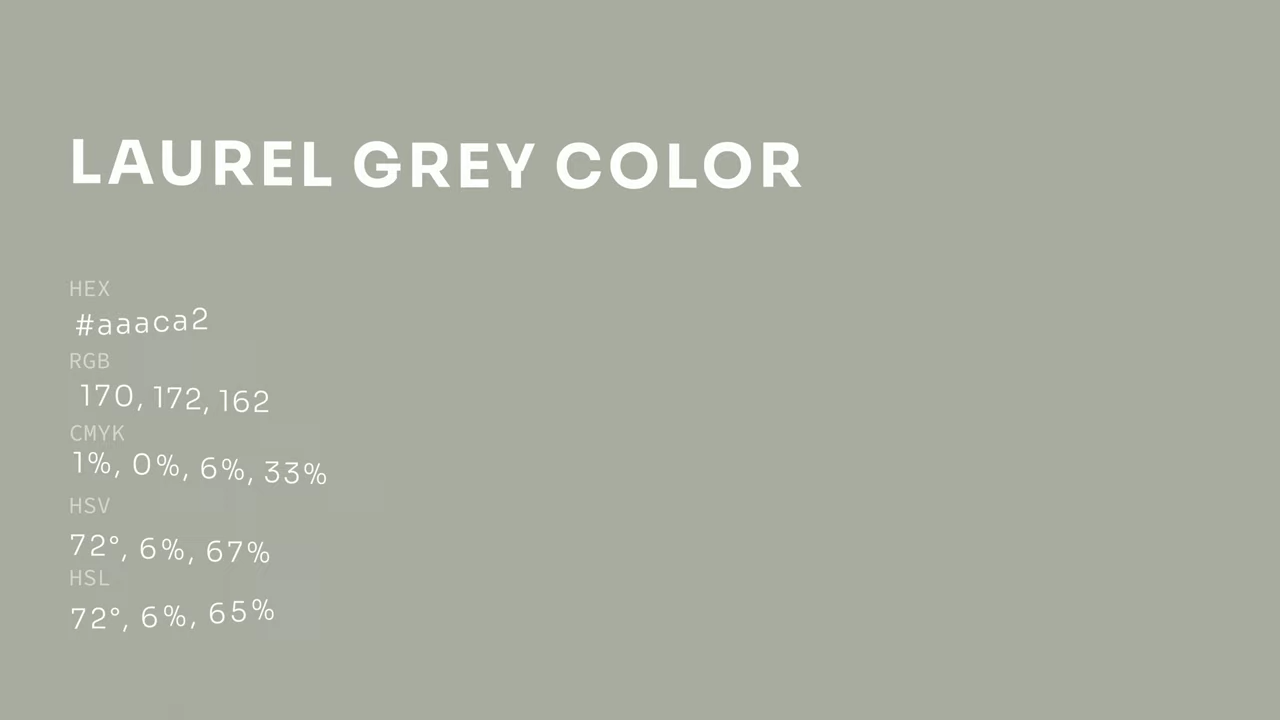 LAUREL GREY COLOR
HEX
#aaaca2
RGB
170, 172, 162
CMYK
1%, 0%, 6%, 33%
HSV
72°, 6%, 67%
HSL
72°, 6%, 65%